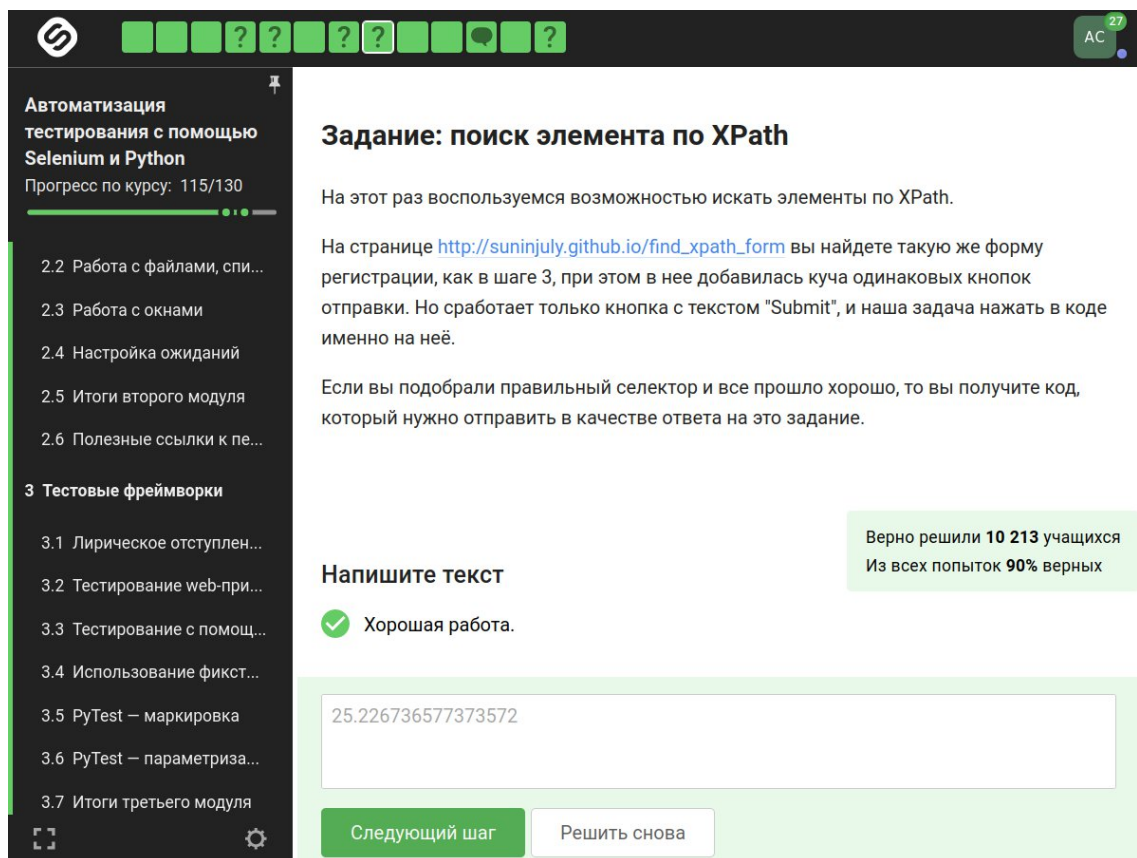 ? ? ? ? ?
27
AC
Автоматизация
тестирования с помощью
Selenium и Python
Прогресс по курсу: 115/130
2.2 Работа с файлами, спи...
2.3 Работа с окнами
2.4 Настройка ожиданий
2.5 Итоги второго модуля
2.6 Полезные ссылки к пе...
3 Тестовые фреймворки
3.1 Лирическое отступлен...
3.2 Тестирование web-при...
3.3 Тестирование с помощ...
3.4 Использование фикст...
3.5 PyTest — маркировка
3.6 PyTest — параметриза...
3.7 Итоги третьего модуля
Задание: поиск элемента по XPath
На этот раз воспользуемся возможностью искать элементы по XPath.
На странице http://suninjuly.github.io/find_xpath_form вы найдете такую же форму
регистрации, как в шаге 3, при этом в нее добавилась куча одинаковых кнопок
отправки. Но сработает только кнопка с текстом "Submit", и наша задача нажать в коде
именно на неё.
Если вы подобрали правильный селектор и все прошло хорошо, то вы получите код,
который нужно отправить в качестве ответа на это задание.
Верно решили 10 213 учащихся
Из всех попыток 90% верных
Напишите текст
Хорошая работа.
25.226736577373572
Следующий шаг
Решить снова